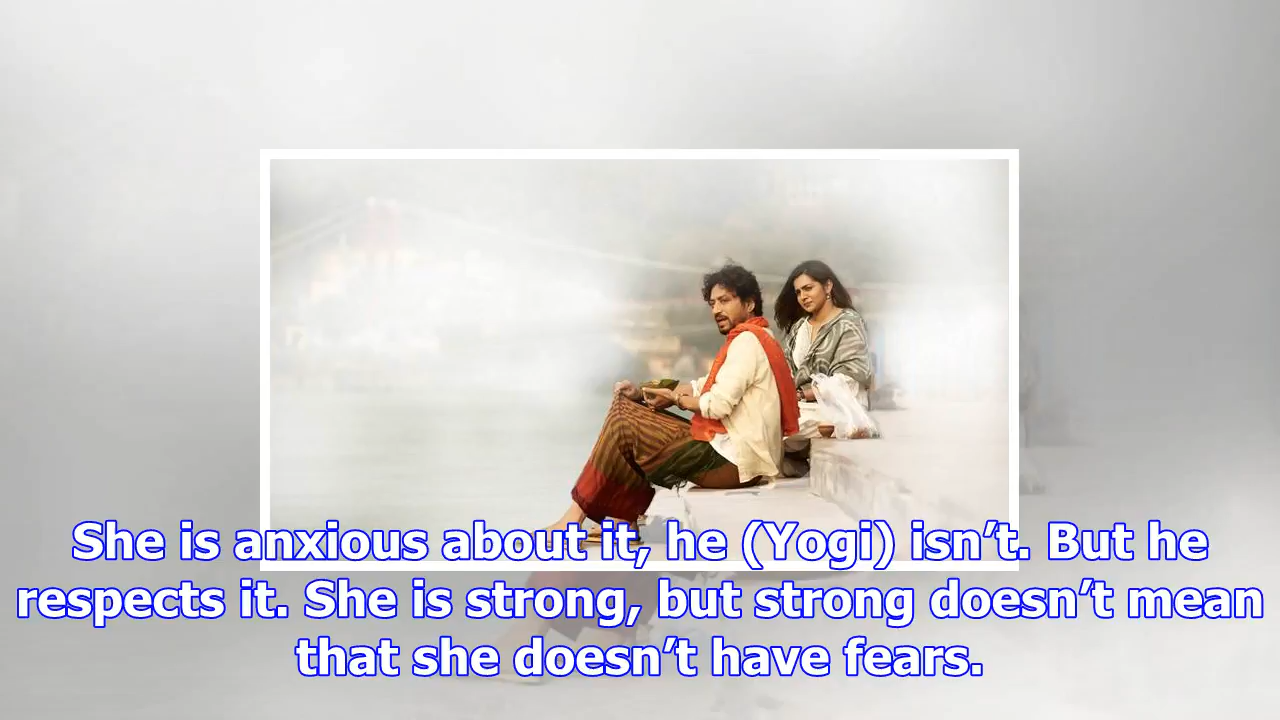 She is anxious about it, he (Yogi) isn’t. But he
respects it. She is strong, but strong doesn’t mean
that she doesn’t have fears.